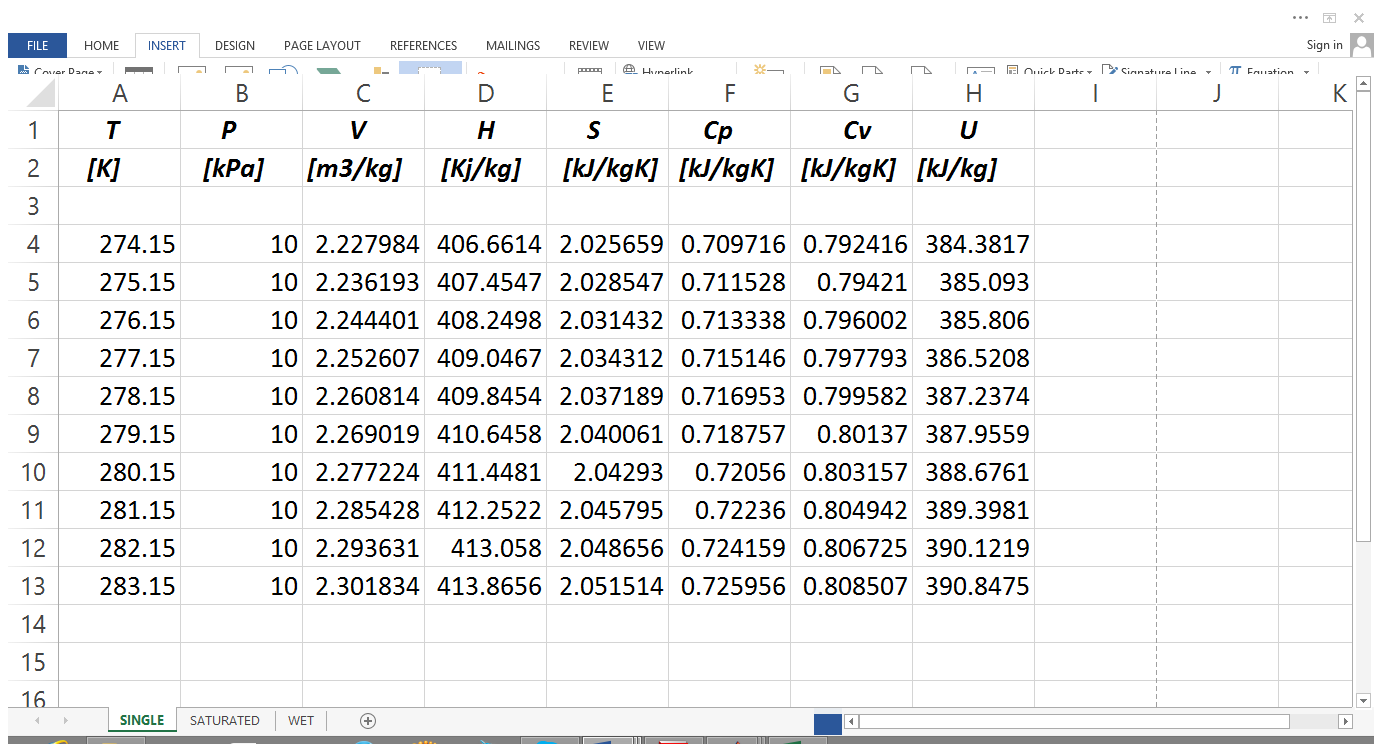 FILE HOME INSERT DESIGN PAGE LAYOUT REFERENCES MAILINGS REVIEW VIEW Sign in
Cover Page Hyperlink Quick Parts Signature Line Equation
A B C D E F G H I J K
1 T P V H S Cp Cv U
2 [K] [kPa] [m3/kg] [Kj/kg] [kJ/kgK] [kJ/kgK] [kJ/kgK] [kJ/kg]
3
4 274.15 10 2.227984 406.6614 2.025659 0.709716 0.792416 384.3817
5 275.15 10 2.236193 407.4547 2.028547 0.711528 0.79421 385.093
6 276.15 10 2.244401 408.2498 2.031432 0.713338 0.796002 385.806
7 277.15 10 2.252607 409.0467 2.034312 0.715146 0.797793 386.5208
8 278.15 10 2.260814 409.8454 2.037189 0.716953 0.799582 387.2374
9 279.15 10 2.269019 410.6458 2.040061 0.718757 0.80137 387.9559
10 280.15 10 2.277224 411.4481 2.04293 0.72056 0.803157 388.6761
11 281.15 10 2.285428 412.2522 2.045795 0.72236 0.804942 389.3981
12 282.15 10 2.293631 413.058 2.048656 0.724159 0.806725 390.1219
13 283.15 10 2.301834 413.8656 2.051514 0.725956 0.808507 390.8475
14
15
16
SINGLE SATURATED WET